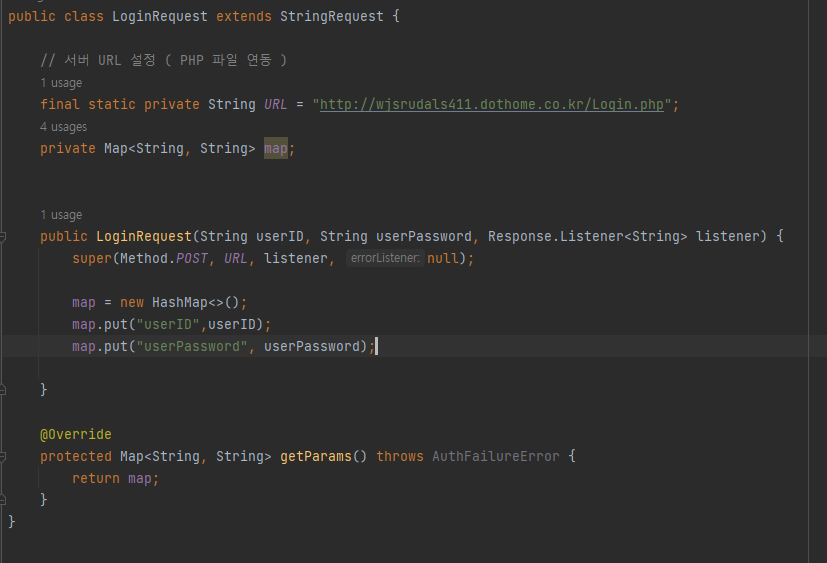 public class LoginRequest extends StringRequest {
// 서버 URL 설정 ( PHP 파일 연동 )
1 usage
final static private String URL = "http://wjsrudals411.dothome.co.kr/Login.php";
4 usages
private Map<String, String> map;
1 usage
public LoginRequest(String userID, String userPassword, Response.Listener<String> listener) {
super(Method.POST, URL, listener, errorListener: null);
map = new HashMap<>();
map.put("userID",userID);
map.put("userPassword", userPassword);
}
@Override
protected Map<String, String> getParams() throws AuthFailureError {
return map;
}
}